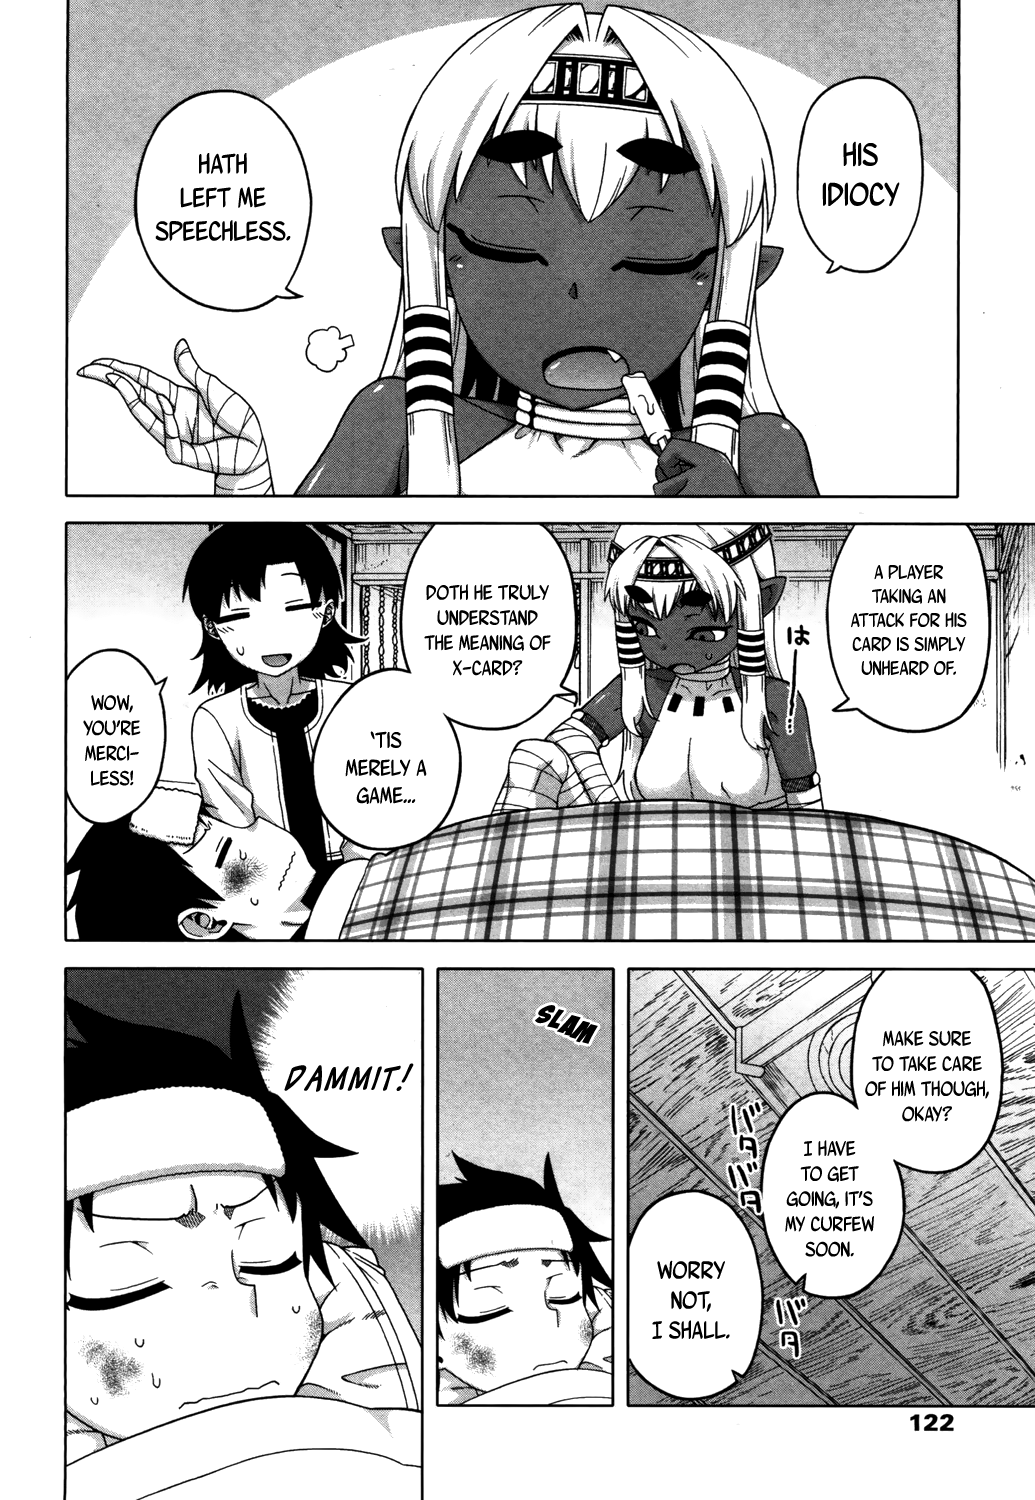 HIS
IDIOCY
HATH
LEFT ME
SPEECHLESS.
A PLAYER
TAKING AN
ATTACK FOR HIS
CARD IS SIMPLY
UNHEARD OF.
は…
DOTH HE TRULY
UNDERSTAND
THE MEANING OF
X-CARD?
'TIS
MERELY A
GAME...
WOW,
YOU'RE
MERCI-
LESS!
MAKE SURE
TO TAKE CARE
OF HIM THOUGH,
OKAY?
I HAVE
TO GET
GOING, IT'S
MY CURFEW
SOON.
バタ
バタ
WORRY
NOT,
I SHALL.
バタ
SLAM
DAMMIT!
122